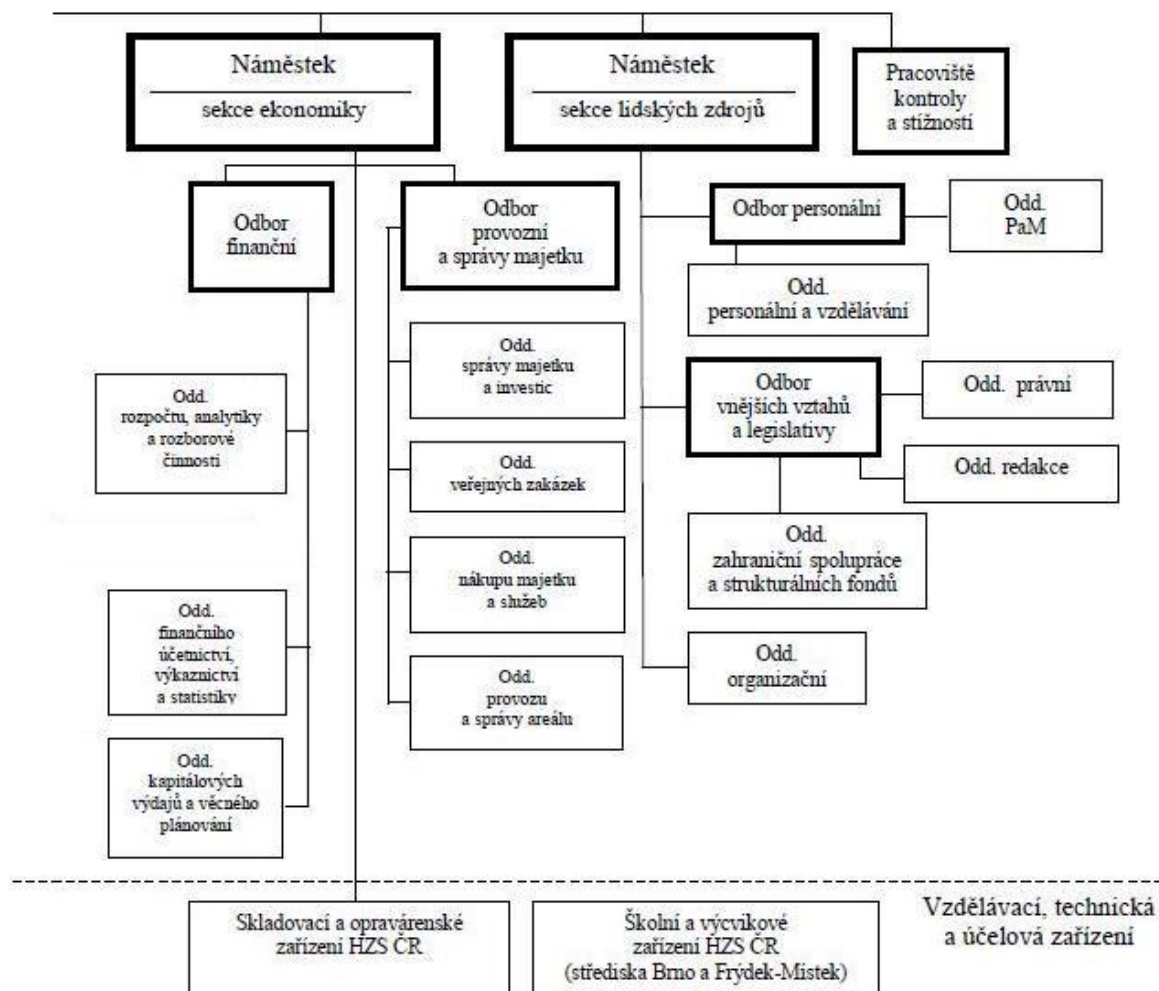 Náměstek
sekce ekonomiky
Náměstek
sekce lidských zdrojů
Pracoviště
kontroly
a stížností
Odbor
finanční
Odbor
provozní
a správy majetku
Odbor personální
Odd.
PaM
Odd.
personální a vzdělávání
Odd.
správy majetku
a investic
Odbor
vnějších vztahů
a legislativy
Odd. právní
Odd.
rozpočtu, analytiky
a rozborové
činnosti
Odd.
veřejných zakázek
Odd. redakce
Odd.
zahraniční spolupráce
a strukturálních fondů
Odd.
nákupu majetku
a služeb
Odd.
finančního
účetnictví,
výkaznictví
a statistiky
Odd.
organizační
Odd.
provozu
a správy areálu
Odd.
kapitálových
výdajů a věcného
plánování
Skladovací a opravárenské
zařízení HZS ČR
Školní a výcvikové
zařízení HZS ČR
(střediska Brno a Frýdek-Místek)
Vzdělávací, technická
a účelová zařízení